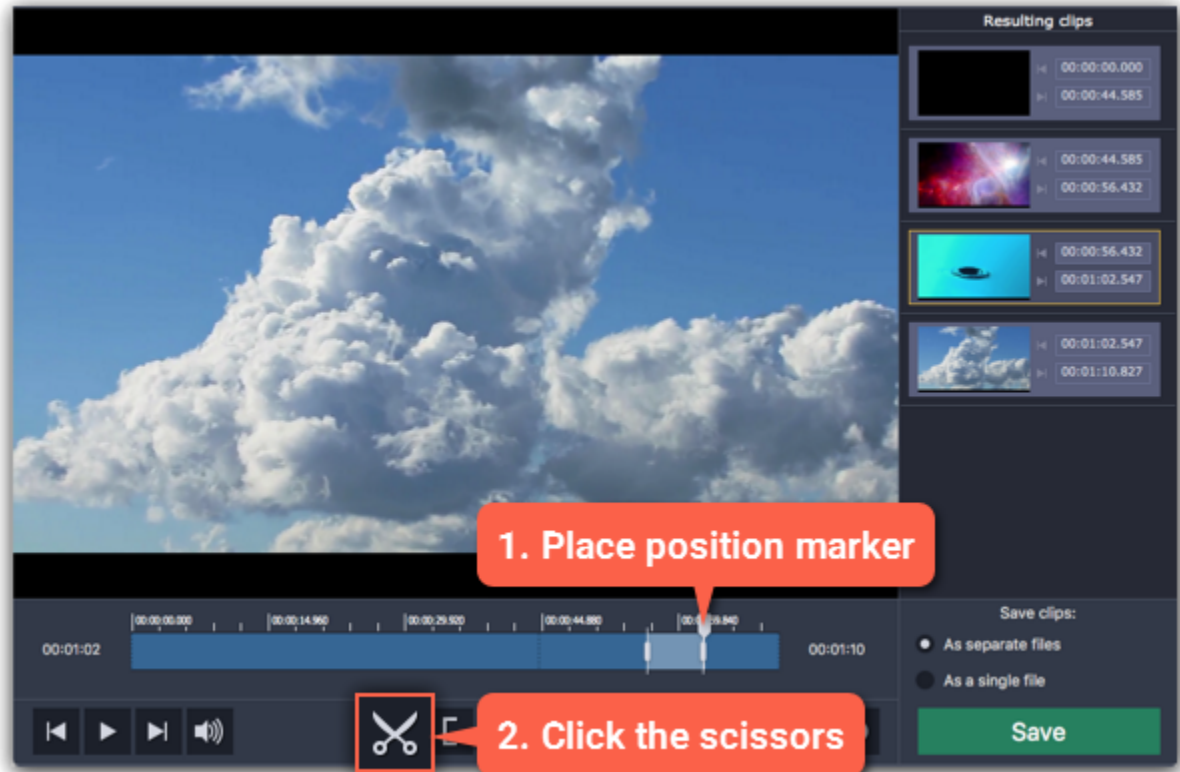 Resulting clips
00:00:00.000
00:00:44.585
00:00:44.585
00:00:56.432
00:00:56.432
00:01:02.547
00:01:02.547
00:01:10.827
1. Place position marker
00:00:00.000 00:00:14.960 00:00:29.920 00:00:44.880
00:01:02
00:01:10
Save clips:
As separate files
As a single file
2. Click the scissors
Save